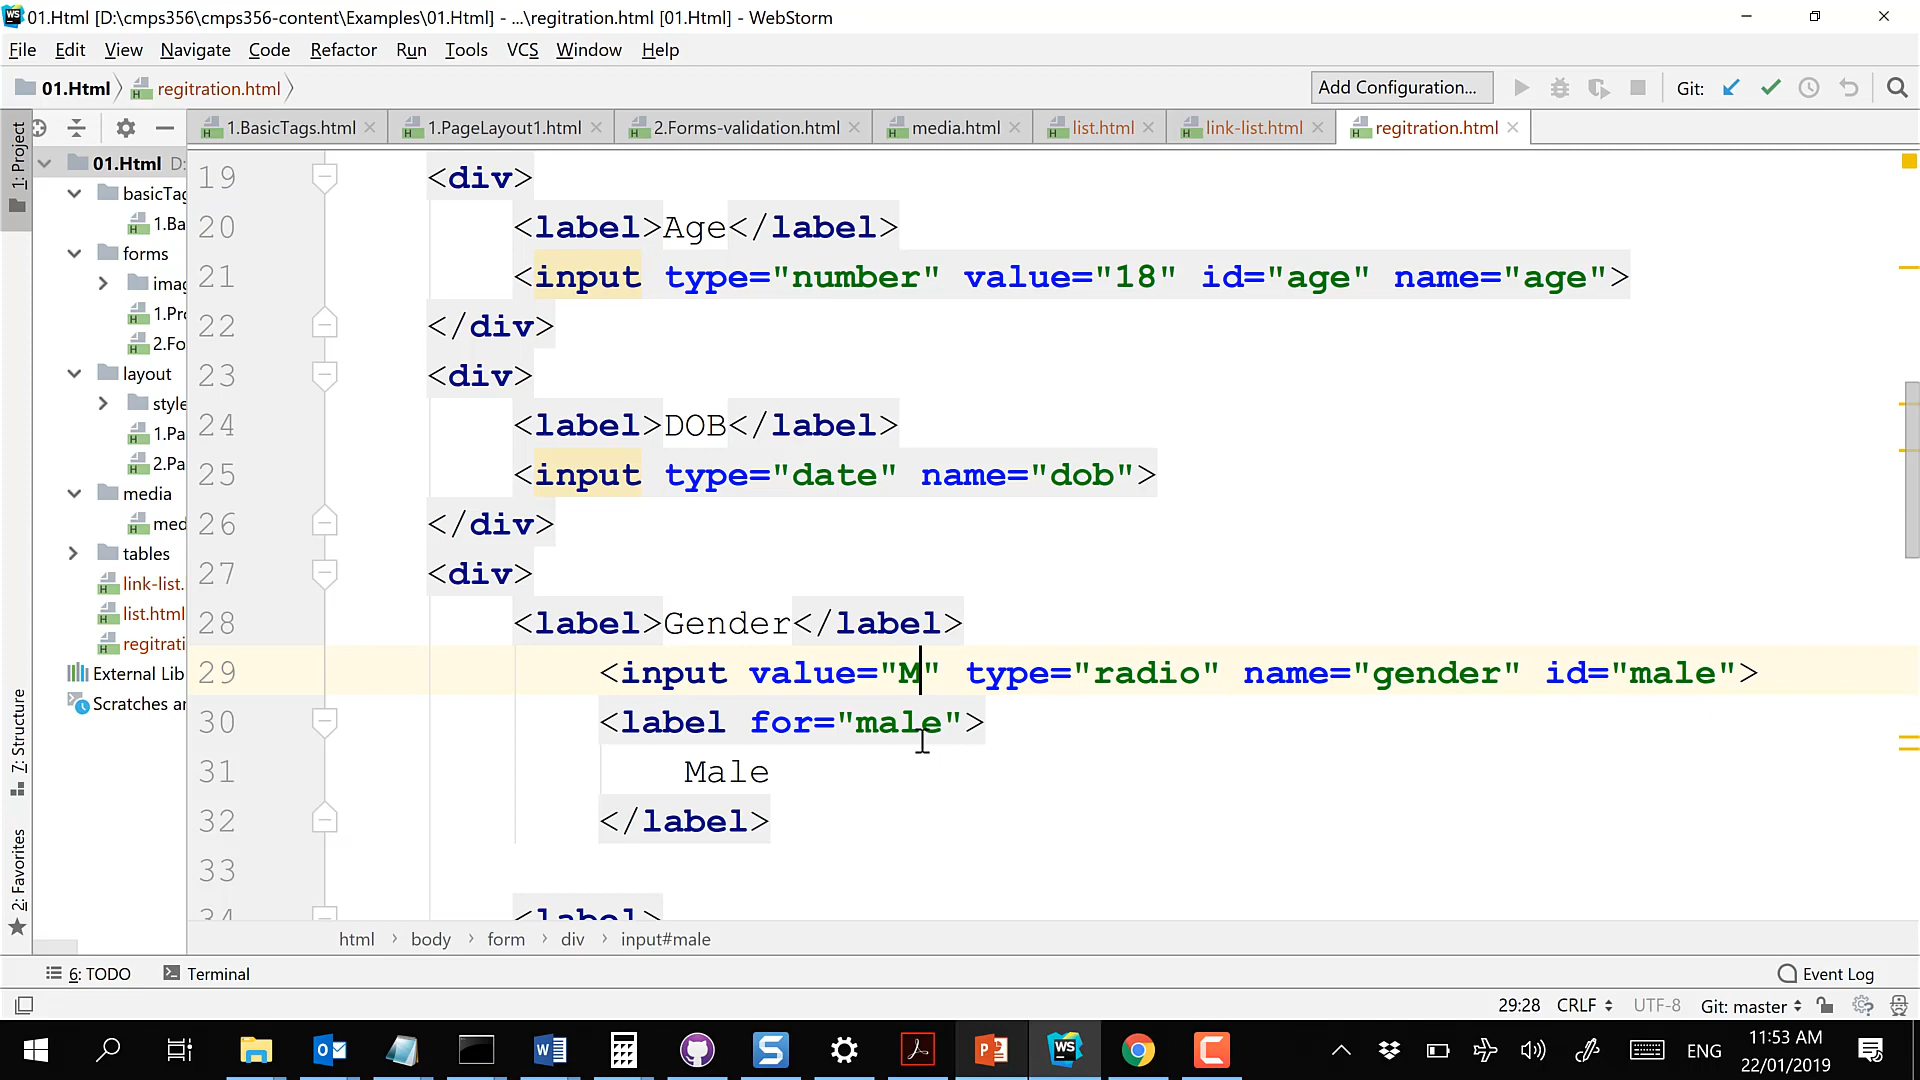 01.Html [D:\cmps356\cmps356-content\Examples\01.Html] - ...\regitration.html [01.Html] - WebStorm
File Edit View Navigate Code Refactor Run Tools VCS Window Help
01.Html regitration.html Add Configuration... Git:
1.BasicTags.html 1.PageLayout1.html 2.Forms-validation.html media.html list.html link-list.html regitration.html
1: Project
7: Structure
2: Favorites
01.Html D:
basicTag
1.Ba
forms
imag
1.Pro
2.Fo
layout
style
1.Pa
2.Pa
media
med
tables
link-list.
list.html
regitrati
External Lib
Scratches ar
19 <div>
20 <label>Age</label>
21 <input type="number" value="18" id="age" name="age">
22 </div>
23 <div>
24 <label>DOB</label>
25 <input type="date" name="dob">
26 </div>
27 <div>
28 <label>Gender</label>
29 <input value="M" type="radio" name="gender" id="male">
30 <label for="male">
31 Male
32 </label>
33
34 <label>
html body form div input#male
6: TODO Terminal Event Log
29:28 CRLF UTF-8 Git: master
ENG 11:53 AM
22/01/2019